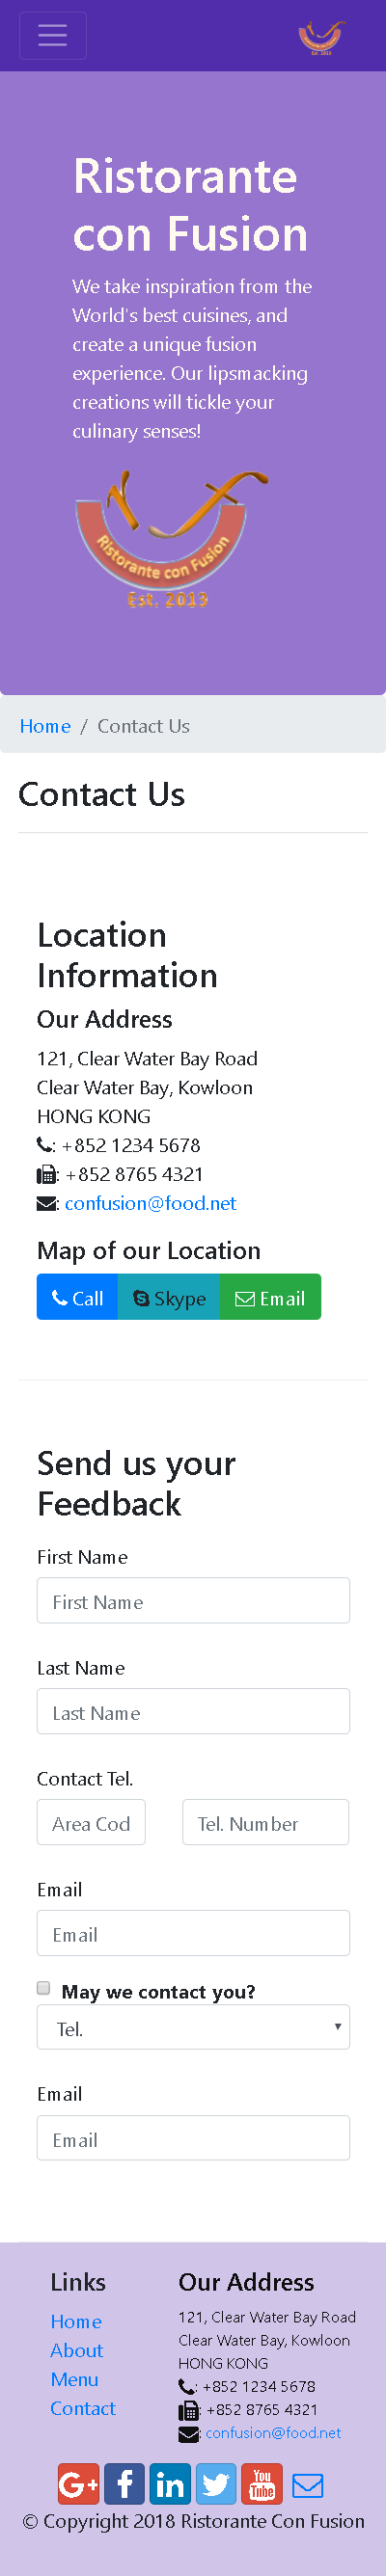 Ristorante
con Fusion
We take inspiration from the
World's best cuisines, and
create a unique fusion
experience. Our lipsmacking
creations will tickle your
culinary senses!
Ristorante con Fusion
Est. 2013
Home / Contact Us
Contact Us
Location
Information
Our Address
121, Clear Water Bay Road
Clear Water Bay, Kowloon
HONG KONG
: +852 1234 5678
: +852 8765 4321
: confusion@food.net
Map of our Location
Call Skype Email
Send us your
Feedback
First Name
First Name
Last Name
Last Name
Contact Tel.
Area Cod Tel. Number
Email
Email
May we contact you?
Tel.
Email
Email
Links
Home
About
Menu
Contact
Our Address
121, Clear Water Bay Road
Clear Water Bay, Kowloon
HONG KONG
: +852 1234 5678
: +852 8765 4321
: confusion@food.net
G+ f in You Tube
© Copyright 2018 Ristorante Con Fusion